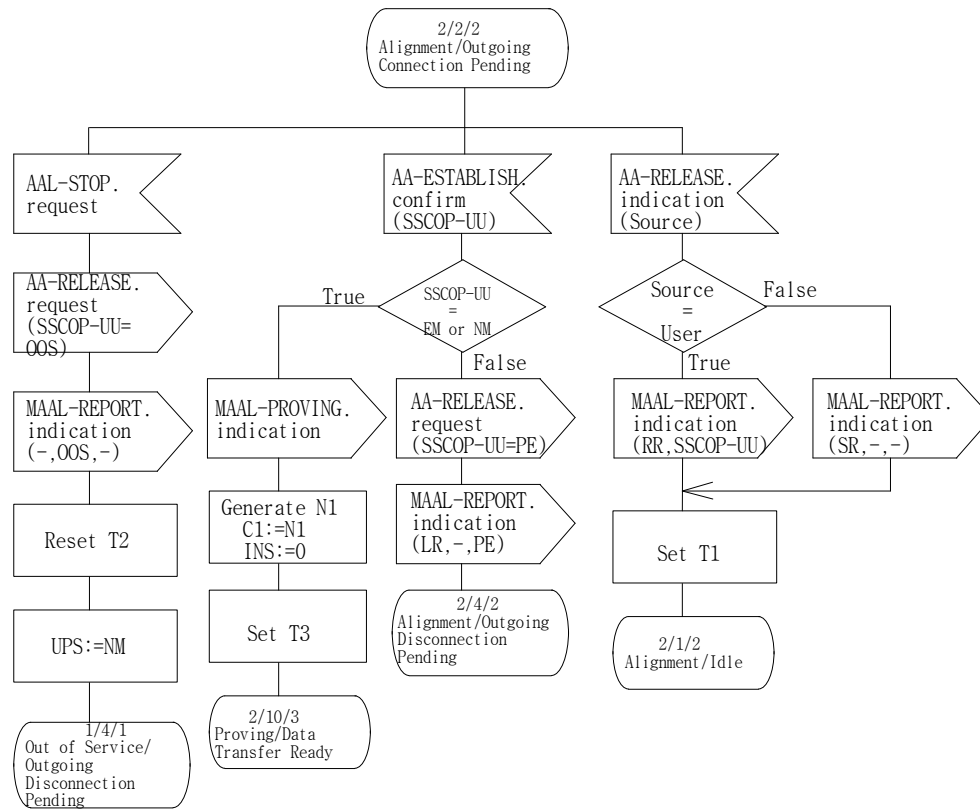 2/2/2
Alignment/Outgoing
Connection Pending
AAL-STOP.
request
AA-RELEASE.
request
(SSCOP-UU=
OOS)
MAAL-REPORT.
indication
(-,OOS,-)
Reset T2
UPS:=NM
1/4/1
Out of Service/
Outgoing
Disconnection
Pending
AA-ESTABLISH.
confirm
(SSCOP-UU)
SSCOP-UU
=
EM or NM
True
False
MAAL-PROVING.
indication
Generate N1
C1:=N1
INS:=0
Set T3
2/10/3
Proving/Data
Transfer Ready
AA-RELEASE.
request
(SSCOP-UU=PE)
MAAL-REPORT.
indication
(LR,-,PE)
2/4/2
Alignment/Outgoing
Disconnection
Pending
AA-RELEASE.
indication
(Source)
Source
=
User
False
True
MAAL-REPORT.
indication
(RR,SSCOP-UU)
MAAL-REPORT.
indication
(SR,-,-)
Set T1
2/1/2
Alignment/Idle